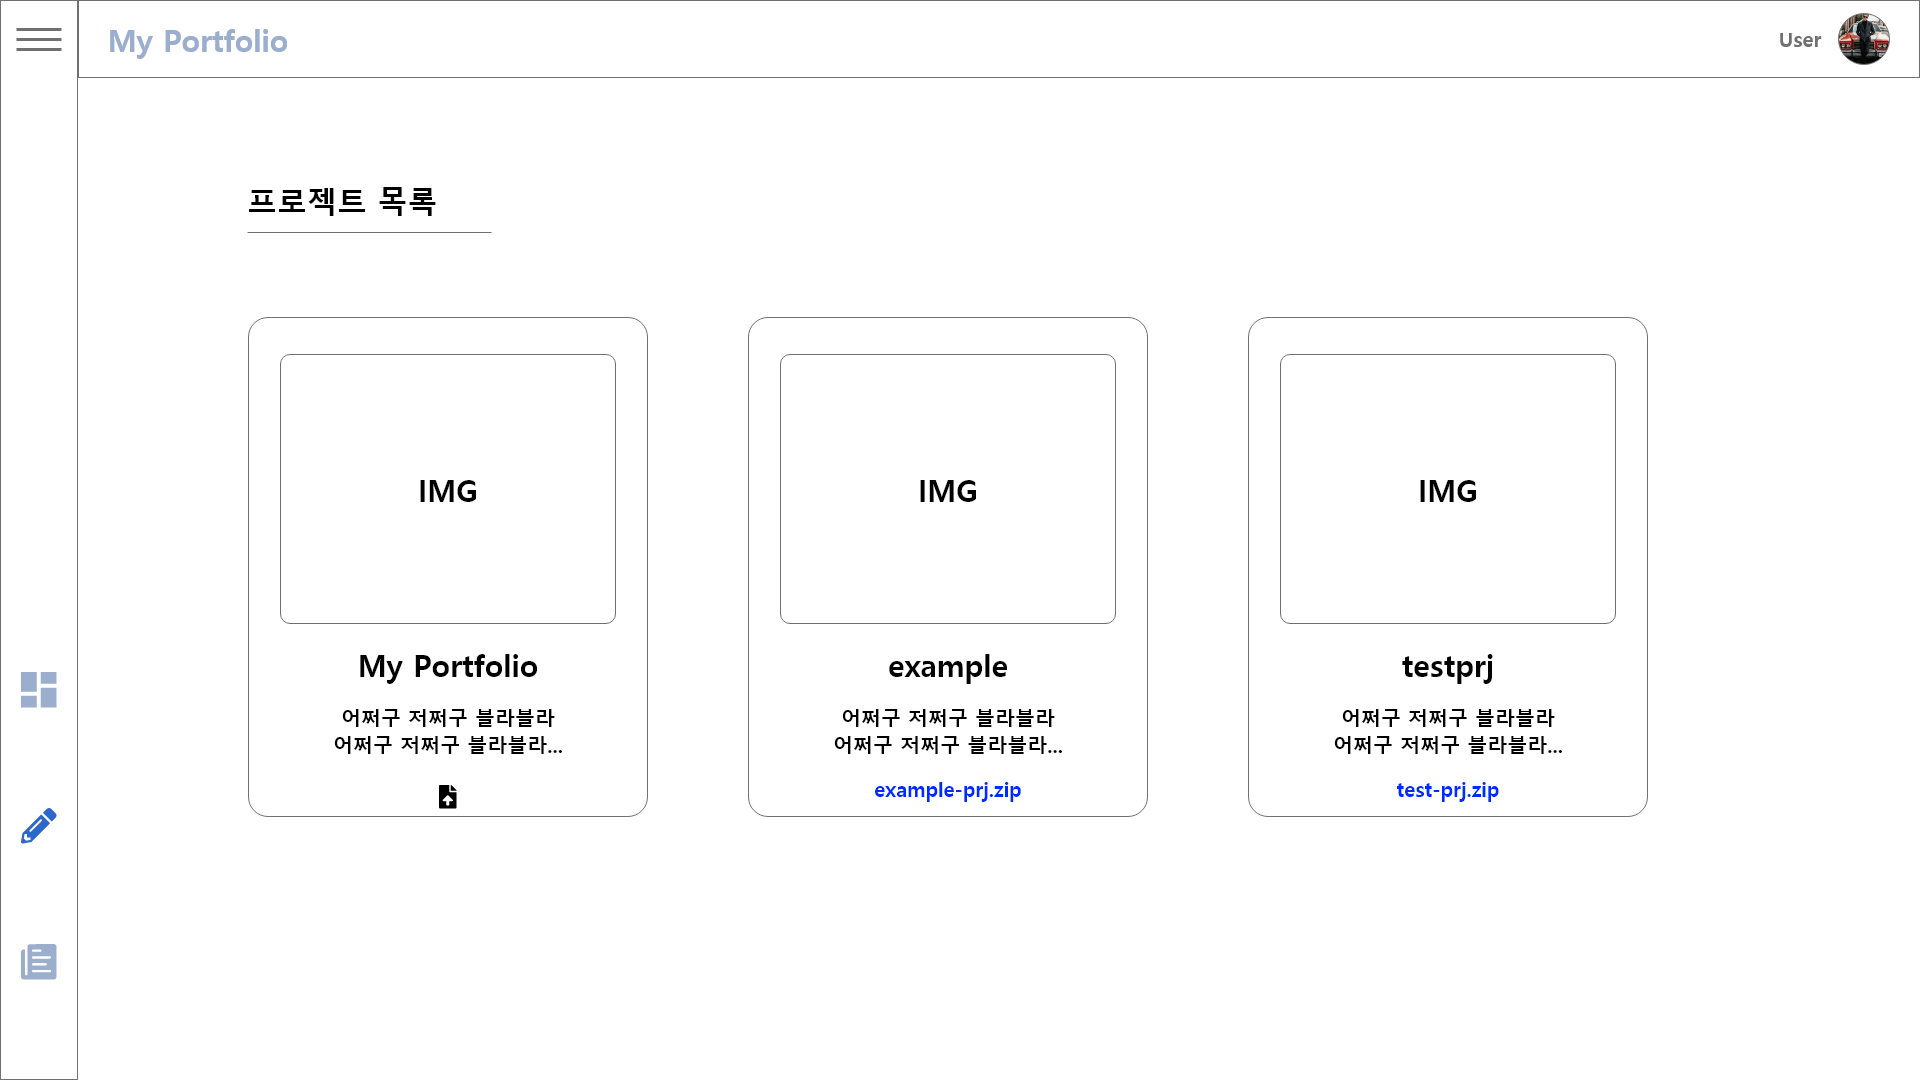 My Portfolio
User
프로젝트 목록
IMG
My Portfolio
어쩌구 저쩌구 블라블라
어쩌구 저쩌구 블라블라...
IMG
example
어쩌구 저쩌구 블라블라
어쩌구 저쩌구 블라블라...
example-prj.zip
IMG
testprj
어쩌구 저쩌구 블라블라
어쩌구 저쩌구 블라블라...
test-prj.zip